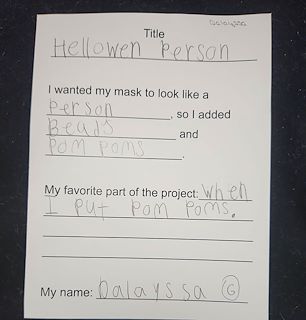 Dalayssa
Title
Hellowen Person
I wanted my mask to look like a
Person, so I added
Beads and
Pom Poms.
My favorite part of the project: when
I put Pom Poms.
My name: Dalayssa G